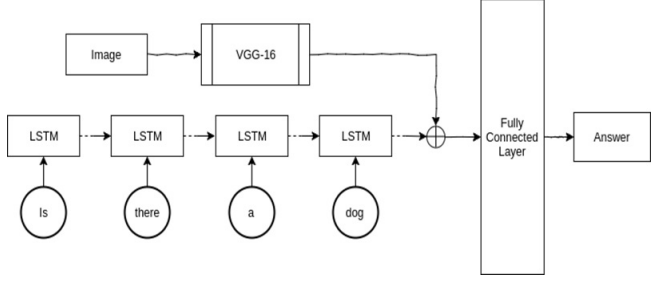 Image
VGG-16
LSTM
LSTM
LSTM
LSTM
Is
there
a
dog
Fully
Connected
Layer
Answer